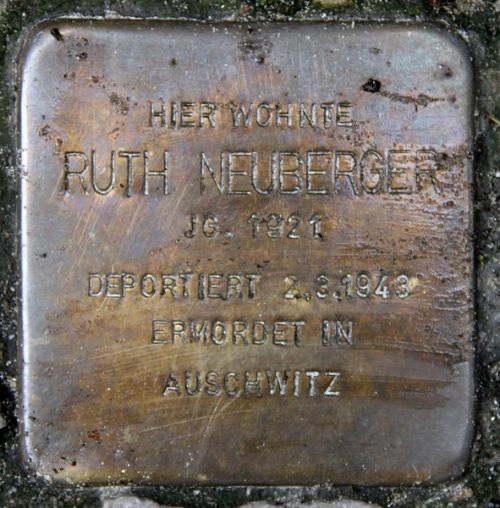 HIER WOHNTE
RUTH NEUBERGER
JG. 1921
DEPORTIERT 2.3.1943
ERMORDET IN
AUSCHWITZ